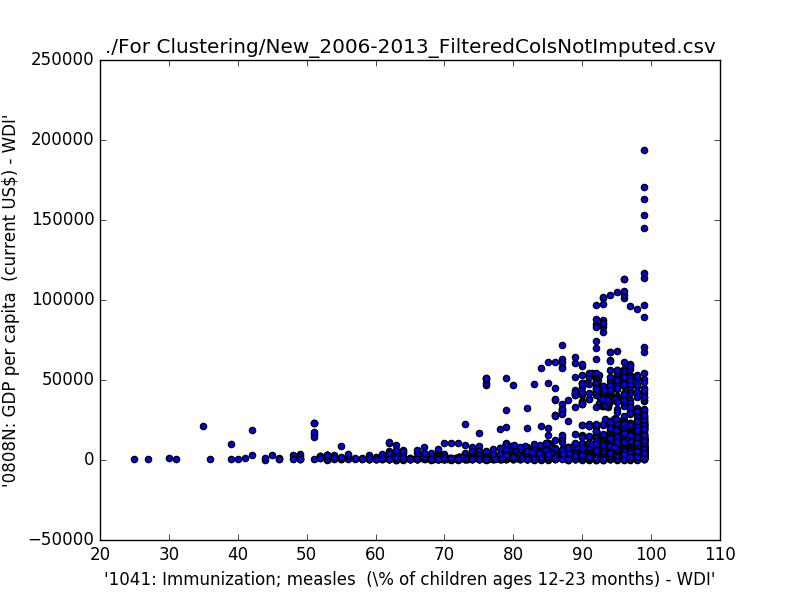 ./For Clustering/New_2006-2013_FilteredColsNotImputed.csv
'0808N: GDP per capita  (current US$) - WDI'
250000
200000
150000
100000
50000
0
−50000
20 30 40 50 60 70 80 90 100 110
'1041: Immunization; measles  (\% of children ages 12-23 months) - WDI'